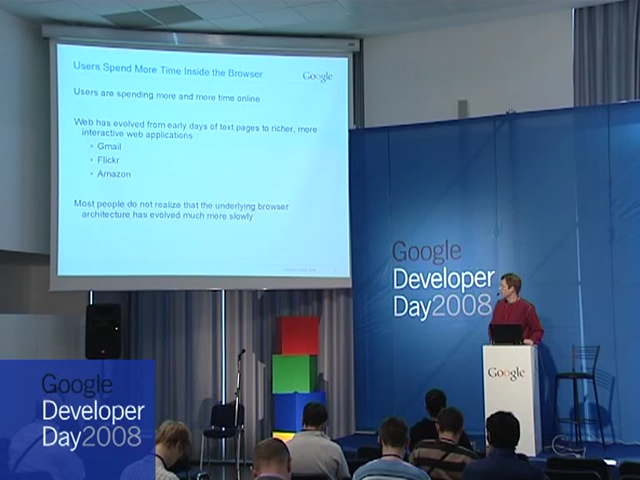 Users Spend More Time Inside the Browser
Google
Users are spending more and more time online
Web has evolved from early days of text pages to richer, more
interactive web applications
• Gmail
• Flickr
• Amazon
Most people do not realize that the underlying browser
architecture has evolved much more slowly
Google
Developer
Day2008
Google
Google
Developer
Day2008